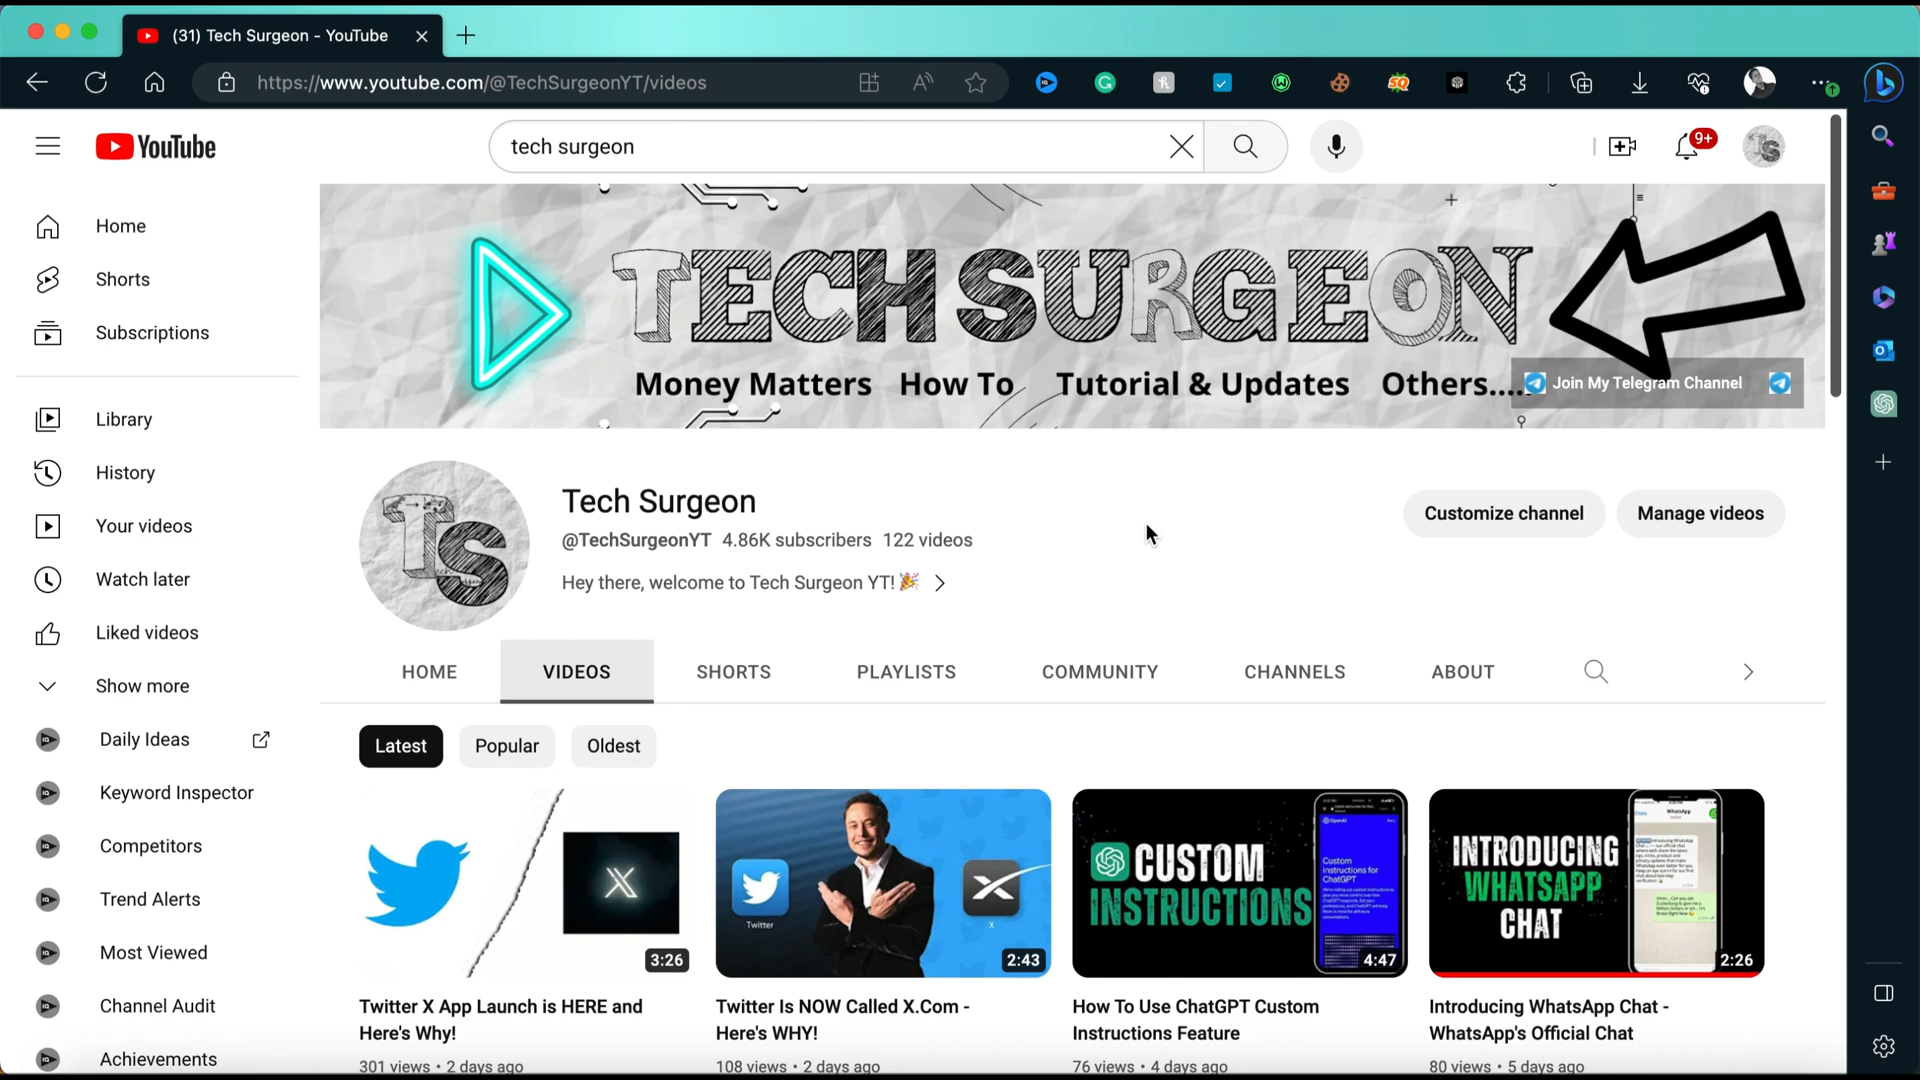 (31) Tech Surgeon - YouTube
https://www.youtube.com/@TechSurgeonYT/videos
YouTube
tech surgeon
9+
Home
Shorts
Subscriptions
Library
History
Your videos
Watch later
Liked videos
Show more
Daily Ideas
Keyword Inspector
Competitors
Trend Alerts
Most Viewed
Channel Audit
Achievements
TECH SURGEON
Money Matters How To Tutorial & Updates Others....
Join My Telegram Channel
TS
Tech Surgeon
@TechSurgeonYT 4.86K subscribers 122 videos
Hey there, welcome to Tech Surgeon YT! 🎉
Customize channel
Manage videos
HOME
VIDEOS
SHORTS
PLAYLISTS
COMMUNITY
CHANNELS
ABOUT
Latest
Popular
Oldest
3:26
Twitter X App Launch is HERE and
Here's Why!
301 views • 2 days ago
Twitter
X
2:43
Twitter Is NOW Called X.Com -
Here's WHY!
108 views • 2 days ago
CUSTOM
INSTRUCTIONS
OpenAI
Custom
Instructions for
ChatGPT
4:47
How To Use ChatGPT Custom
Instructions Feature
76 views • 4 days ago
INTRODUCING
WHATSAPP
CHAT
WhatsApp
2:26
Introducing WhatsApp Chat -
WhatsApp's Official Chat
80 views • 5 days ago